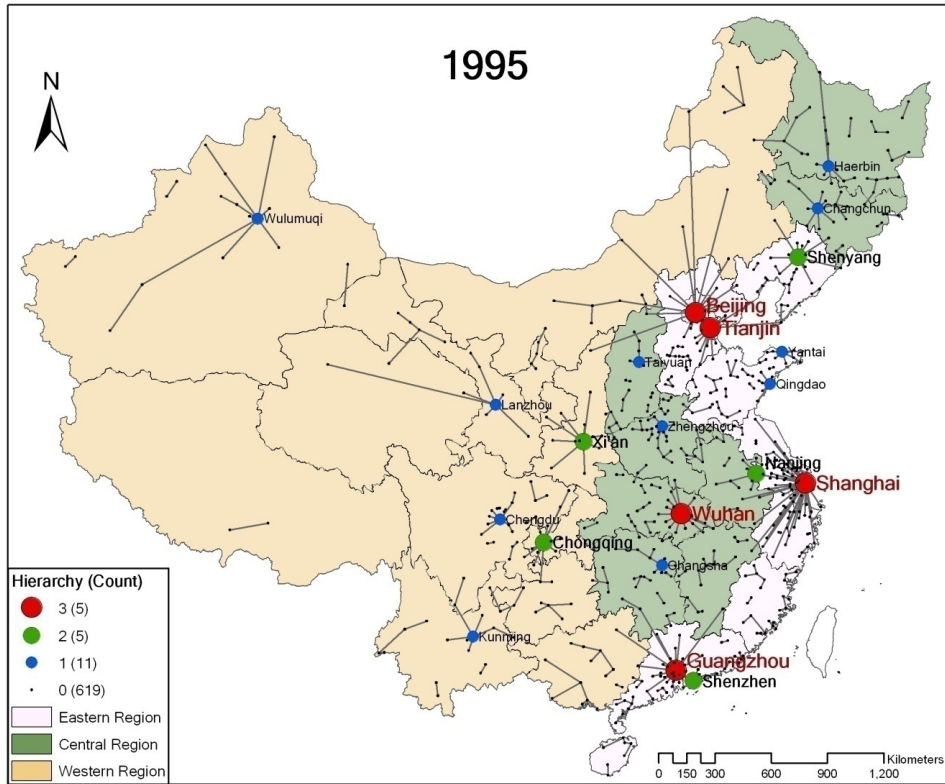 1995
N
Haerbin
Wulumuqi
Changchun
Shenyang
Beijing
Tianjin
Yantai
Taiyuan
Qingdao
Lanzhou
Zhengzhou
Xi'an
Nanjing
Shanghai
Wuhan
Chengdu
Chongqing
Changsha
Kunming
Guangzhou
Shenzhen
Hierarchy (Count)
3 (5)
2 (5)
1 (11)
0 (619)
Eastern Region
Central Region
Western Region
Kilometers
0 150 300 600 900 1,200